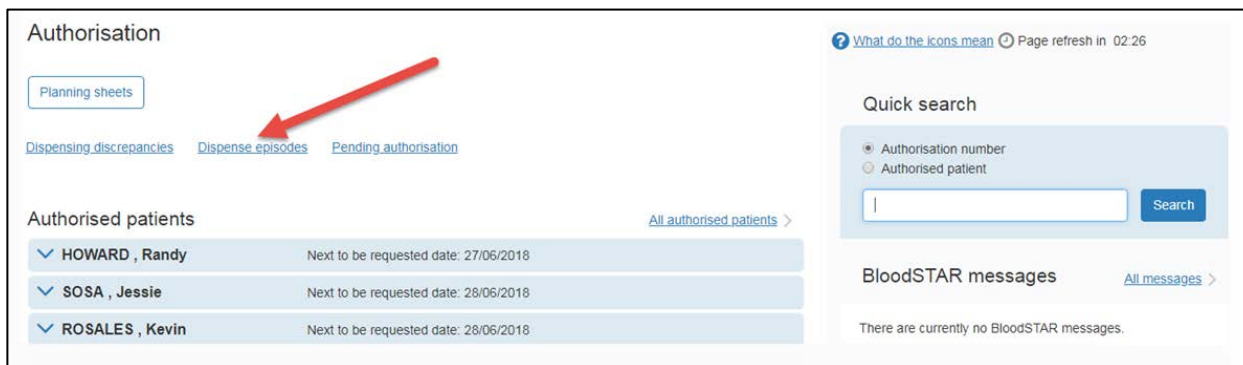 Authorisation
Planning sheets
Dispensing discrepancies Dispense episodes Pending authorisation
Authorised patients All authorised patients >
HOWARD , Randy Next to be requested date: 27/06/2018
SOSA , Jessie Next to be requested date: 28/06/2018
ROSALES , Kevin Next to be requested date: 28/06/2018
? What do the icons mean Page refresh in 02:26
Quick search
Authorisation number
Authorised patient
Search
BloodSTAR messages All messages >
There are currently no BloodSTAR messages.